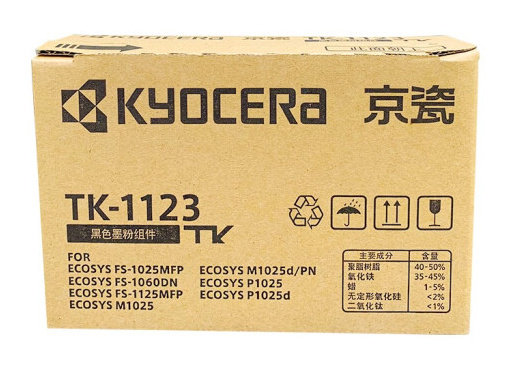 KYOCERA 京瓷
TK-1123
黑色墨粉组件 TK
FOR
ECOSYS FS-1025MFP ECOSYS M1025d/PN
ECOSYS FS-1060DN ECOSYS P1025
ECOSYS FS-1125MFP ECOSYS P1025d
ECOSYS M1025
主要成分 含量
聚脂树脂 40-50%
氧化铁 35-45%
蜡 1-5%
无定形氧化硅 <2%
二氧化钛 <1%